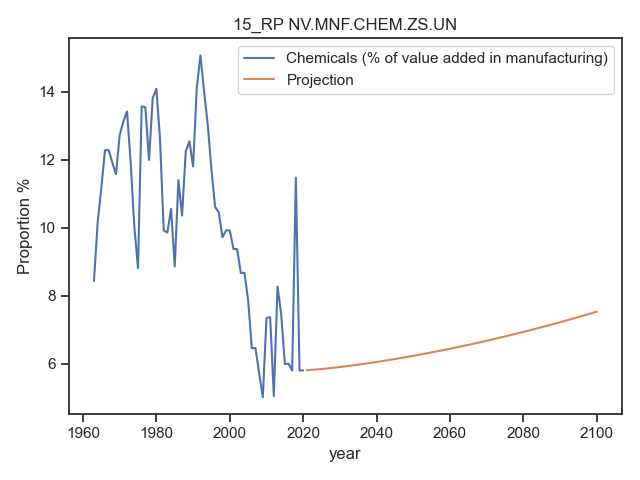 15_RP NV.MNF.CHEM.ZS.UN
Chemicals (% of value added in manufacturing)
Projection
Proportion %
14
12
10
8
6
1960 1980 2000 2020 2040 2060 2080 2100
year